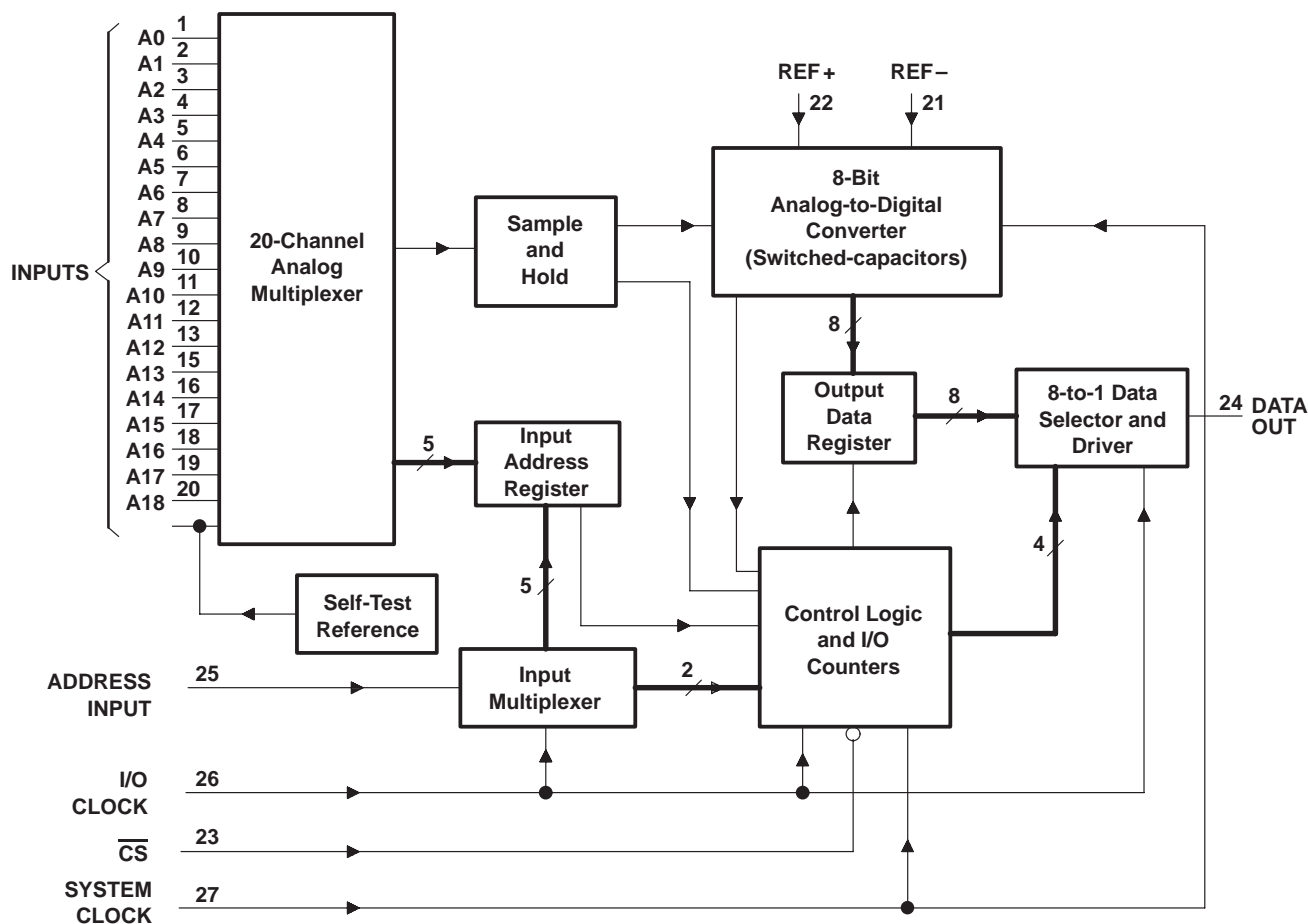 INPUTS
A0 1
A1 2
A2 3
A3 4
A4 5
A5 6
A6 7
A7 8
A8 9
A9 10
A10 11
A11 12
A12 13
A13 15
A14 16
A15 17
A16 18
A17 19
A18 20
20-Channel
Analog
Multiplexer
Sample
and
Hold
REF+
22
REF–
21
8-Bit
Analog-to-Digital
Converter
(Switched-capacitors)
8
Output
Data
Register
8
8-to-1 Data
Selector and
Driver
24 DATA
OUT
5
Input
Address
Register
5
4
Self-Test
Reference
Control Logic
and I/O
Counters
ADDRESS
INPUT
25
Input
Multiplexer
2
I/O
CLOCK
26
C̅S̅
23
SYSTEM
CLOCK
27